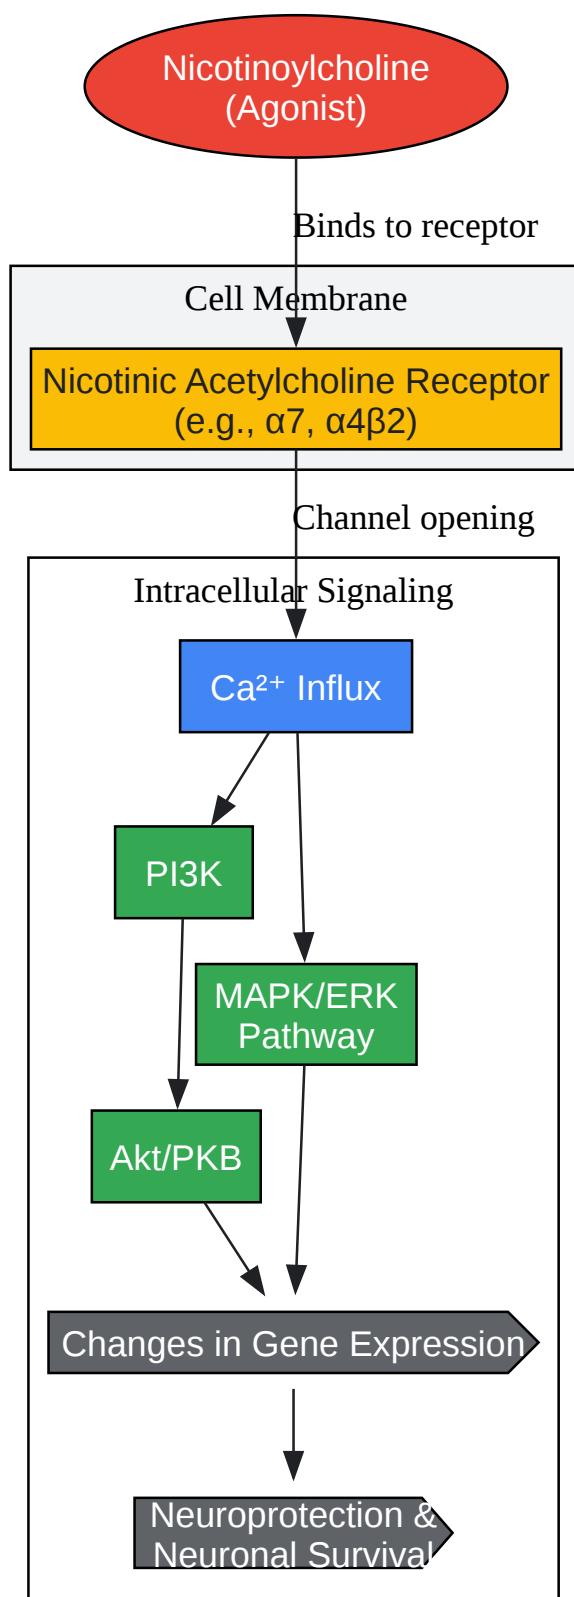 Nicotinoylcholine
(Agonist)
Binds to receptor
Cell Membrane
Nicotinic Acetylcholine Receptor
(e.g., α7, α4β2)
Channel opening
Intracellular Signaling
Ca²⁺ Influx
PI3K
MAPK/ERK
Pathway
Akt/PKB
Changes in Gene Expression
Neuroprotection &
Neuronal Survival